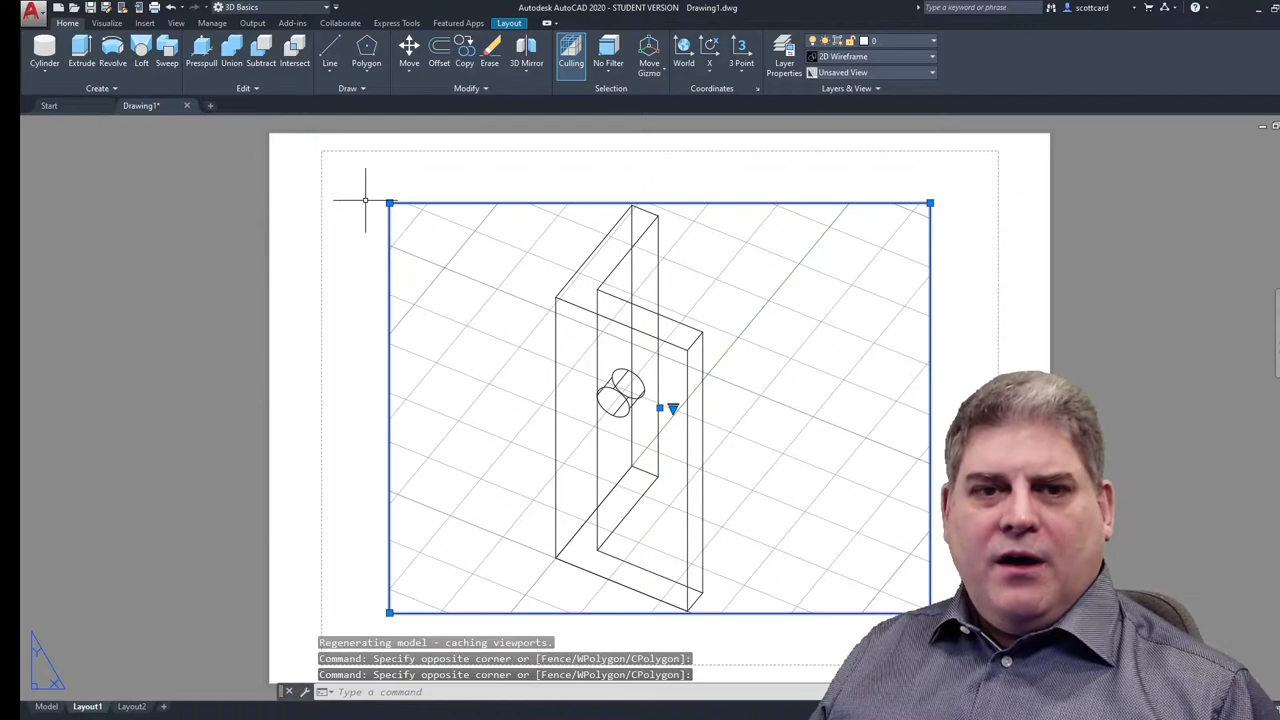 3D Basics
Autodesk AutoCAD 2020 - STUDENT VERSION Drawing1.dwg
Type a keyword or phrase
scottcard
Home Visualize Insert View Manage Output Add-ins Collaborate Express Tools Featured Apps Layout
Cylinder Extrude Revolve Loft Sweep Presspull Union Subtract Intersect Line Polygon Move Offset Copy Erase 3D Mirror Culling No Filter Move Gizmo World X 3 Point Layer Properties
0
2D Wireframe
Unsaved View
Create Edit Draw Modify Selection Coordinates Layers & View
Start Drawing1*
Regenerating model - caching viewports.
Command: Specify opposite corner or [Fence/WPolygon/CPolygon]:
Command: Specify opposite corner or [Fence/WPolygon/CPolygon]:
Type a command
Y
X
Model Layout1 Layout2